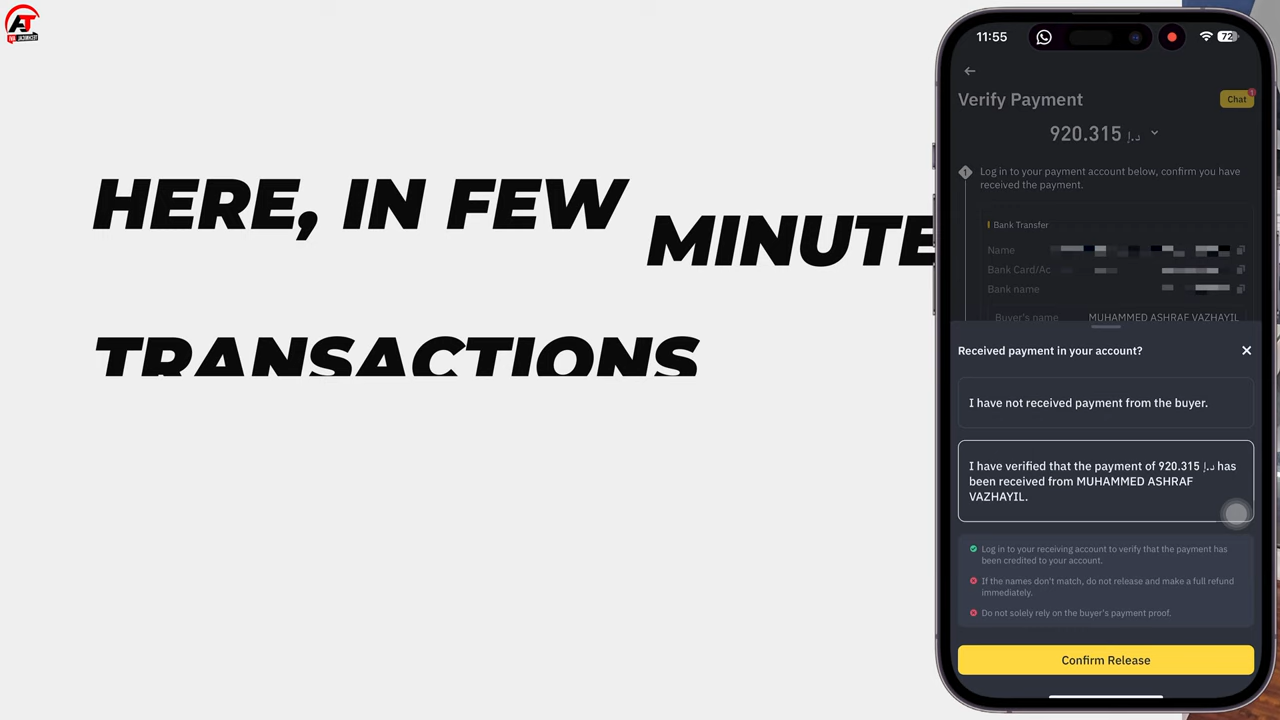 HERE, IN FEW MINUTE
TRANSACTIONS
AT
11:55
72
Verify Payment
Chat
1
920.315 د.إ
1
Log in to your payment account below, confirm you have
received the payment.
Bank Transfer
Name
Bank Card/Ac
Bank name
Buyer's name MUHAMMED ASHRAF VAZHAYIL
Received payment in your account?
I have not received payment from the buyer.
I have verified that the payment of 920.315 د.إ has
been received from MUHAMMED ASHRAF
VAZHAYIL.
Log in to your receiving account to verify that the payment has
been credited to your account.
If the names don't match, do not release and make a full refund
immediately.
Do not solely rely on the buyer's payment proof.
Confirm Release